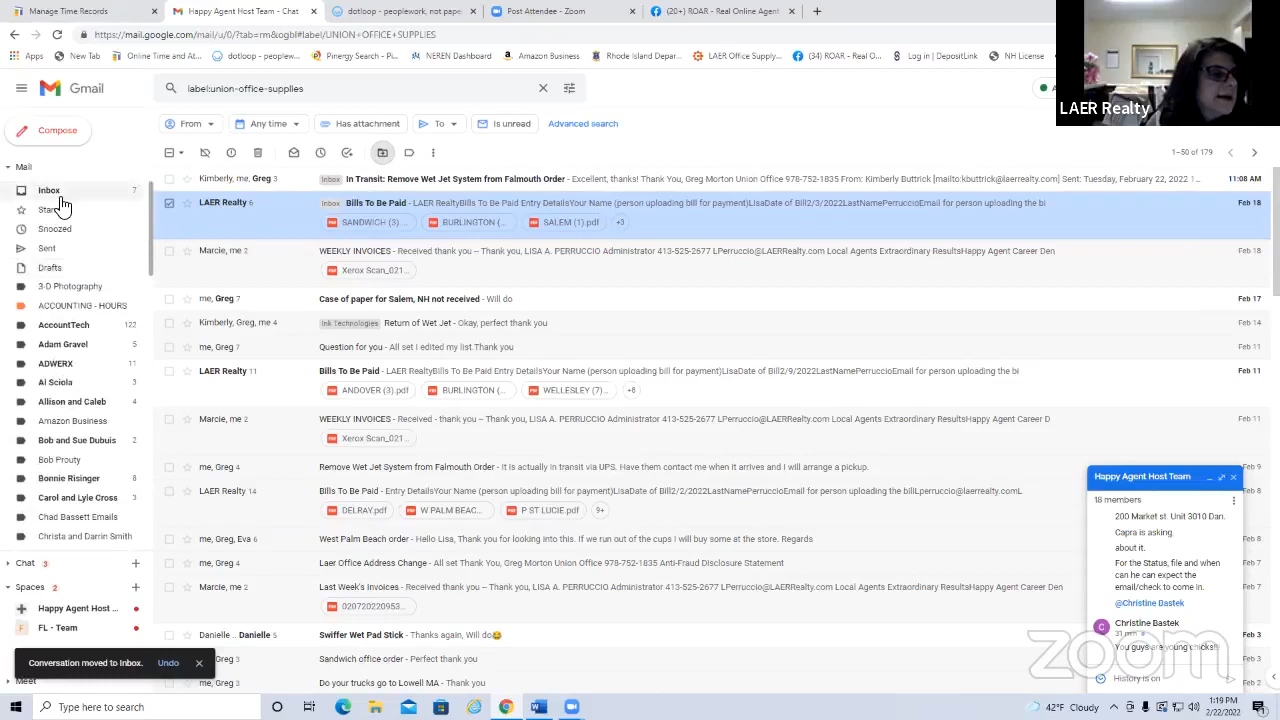 Manage Time Records
Happy Agent Host Team - Chat
dotloop - peoplework, not paper
Post Attendee - Zoom
(20+) ROAR - Real Online Agent
https://mail.google.com/mail/u/0/?tab=rm&ogbl#label/UNION+OFFICE+SUPPLIES
Apps
New Tab
Online Time and At...
dotloop - peoplew...
NEREN Dashboard
Amazon Business
Rhode Island Depar...
LAER Office Supply...
(34) ROAR - Real O...
Log in | DepositLink
NH License
LAER Realty
Gmail
label:union-office-supplies
Compose
From
Any time
Has attachment
To
Is unread
Advanced search
1–50 of 179
Mail
Inbox 7
Starred
Snoozed
Sent
Drafts
3-D Photography
ACCOUNTING - HOURS
AccountTech 122
Adam Gravel 5
ADWERX 11
Al Sciola 3
Allison and Caleb 4
Amazon Business
Bob and Sue Dubuis 2
Bob Prouty
Bonnie Risinger 8
Carol and Lyle Cross 3
Chad Bassett Emails
Christa and Darrin Smith
Chat 3
Spaces 2
Happy Agent Host ...
F FL - Team
Meet
Kimberly, me, Greg 3 Inbox In Transit: Remove Wet Jet System from Falmouth Order - Excellent, thanks! Thank You, Greg Morton Union Office 978-732-1835 From: Kimberly Buttrick [mailto:kbuttrick@laerrealty.com] Sent: Tuesday, February 22, 2022 1... 11:08 AM
LAER Realty 6 Inbox Bills To Be Paid - LAER RealtyBills To Be Paid Entry DetailsYour Name (person uploading bill for payment)LisaDate of Bill2/3/2022LastNamePerruccioEmail for person uploading the bi Feb 18
SANDWICH (3)....
BURLINGTON (...
SALEM (1).pdf
+3
Marcie, me 2 WEEKLY INVOICES - Received - Thank you -- Thank you, LISA A. PERRUCCIO Administrator 413-525-2677 LPerruccio@LAERRealty.com Local Agents Extraordinary ResultsHappy Agent Career Den Feb 18
Xerox Scan_021...
me, Greg 7 Case of paper for Salem, NH not received - Will do Feb 17
Kimberly, Greg, me 4 Ink Technologies Return of Wet Jet - Okay, perfect thank you Feb 14
me, Greg 7 Question for you - All set I edited my list.Thank you Feb 11
LAER Realty 11 Bills To Be Paid - LAER RealtyBills To Be Paid Entry DetailsYour Name (person uploading bill for payment)LisaDate of Bill2/9/2022LastNamePerruccioEmail for person uploading the bi Feb 11
ANDOVER (3).pdf
BURLINGTON (...
WELLESLEY (7)...
+8
Marcie, me 2 WEEKLY INVOICES - Received - thank you -- Thank you, LISA A. PERRUCCIO Administrator 413-525-2677 LPerruccio@LAERRealty.com Local Agents Extraordinary ResultsHappy Agent Career D Feb 11
Xerox Scan_021...
me, Greg 4 Remove Wet Jet System from Falmouth Order - It is actually in transit via UPS. Have them contact me when it arrives and I will arrange a pickup. Feb 9
LAER Realty 14 Bills To Be Paid - Entry DetailsYour Name (person uploading bill for payment)LisaDate of Bill2/2/2022LastNamePerruccioEmail for person uploading the billLperruccio@laerrealty.comL Feb 8
DELRAY.pdf
W PALM BEAC...
P ST LUCIE.pdf
9+
me, Greg, Eva 6 West Palm Beach order - Hello Lisa, Thank you for looking into this. If we run out of the cups I will buy some at the store. Regards Feb 8
me, Greg 4 Laer Office Address Change - All set Thank you, Greg Morton Union Office 978-732-1835 Anti-Fraud Disclosure Statement Feb 7
Marcie, me 2 Last Week's invoices - Received - thank you -- Thank you, LISA A. PERRUCCIO Administrator 413-525-2677 LPerruccio@LAERRealty.com Local Agents Extraordinary ResultsHappy Agent Career Den Feb 7
020720220953...
Danielle .. Danielle 5 Swiffer Wet Pad Stick - Thanks again, Will do Feb 3
Greg 3 Sandwich office order - Perfect thank you Feb 3
me, Greg 4 Do your trucks go to Lowell MA - Thank you Feb 2
Conversation moved to Inbox. Undo
Happy Agent Host Team
18 members
200 Market st. Unit 3010 Dan.
Capra is asking
about it.
For the Status, file and when
can he can expect the
email/check to come in.
@Christine Bastek
C Christine Bastek
31 min
You guys are young chicks!!
History is on
zoom
Type here to search
42°F Cloudy
1:19 PM
2/22/2022